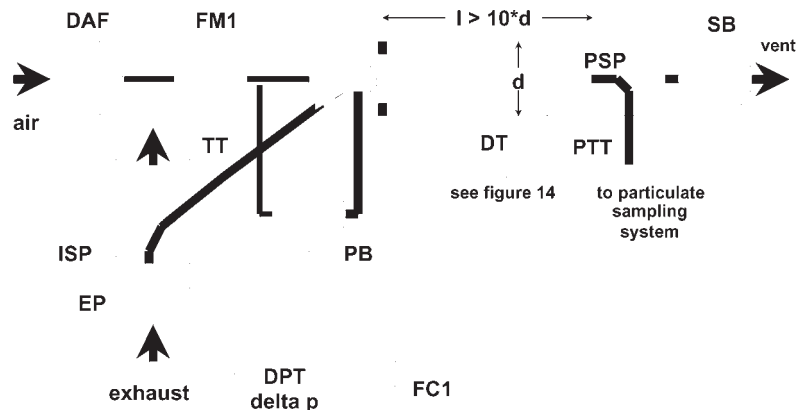 DAF
FM1
l > 10*d
SB
vent
PSP
d
air
TT
DT
PTT
see figure 14
to particulate
sampling
system
ISP
PB
EP
exhaust
DPT
delta p
FC1